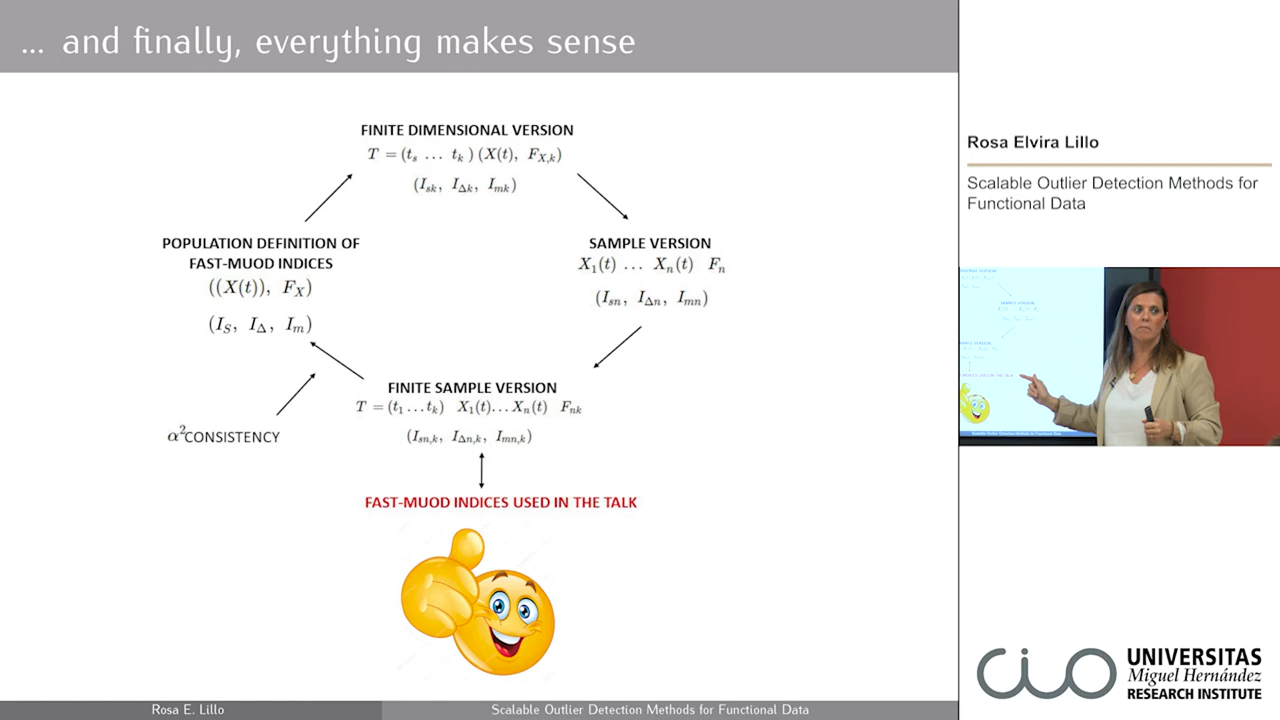 ... and finally, everything makes sense
FINITE DIMENSIONAL VERSION
T = (t_s ... t_k) (X(t), F_{X,k})
(I_{sk}, I_{Δk}, I_{mk})
POPULATION DEFINITION OF
FAST-MUOD INDICES
((X(t)), F_X)
(I_S, I_Δ, I_m)
SAMPLE VERSION
X_1(t) ... X_n(t) F_n
(I_{sn}, I_{Δn}, I_{mn})
FINITE SAMPLE VERSION
T = (t_1 ... t_k) X_1(t) ... X_n(t) F_{nk}
(I_{sn,k}, I_{Δn,k}, I_{mn,k})
α^2 CONSISTENCY
FAST-MUOD INDICES USED IN THE TALK
Rosa E. Lillo
Scalable Outlier Detection Methods for Functional Data
Rosa Elvira Lillo
Scalable Outlier Detection Methods for
Functional Data
cio
UNIVERSITAS
Miguel Hernández
RESEARCH INSTITUTE